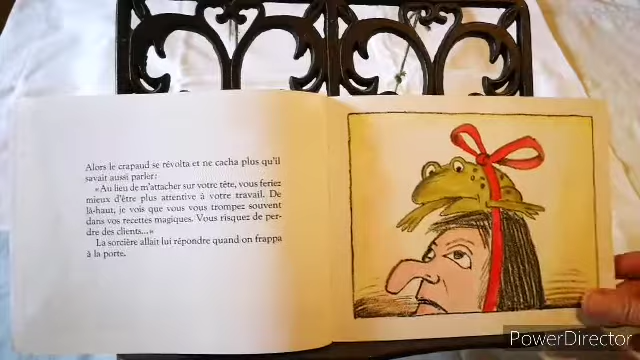 Alors le crapaud se révolta et ne cacha plus qu'il
savait aussi parler:
«Au lieu de m'attacher sur votre tête, vous feriez
mieux d'être plus attentive à votre travail. De
là-haut, je vois que vous vous trompez souvent
dans vos recettes magiques. Vous risquez de per-
dre des clients...»
La sorcière allait lui répondre quand on frappa
à la porte.
PowerDirector